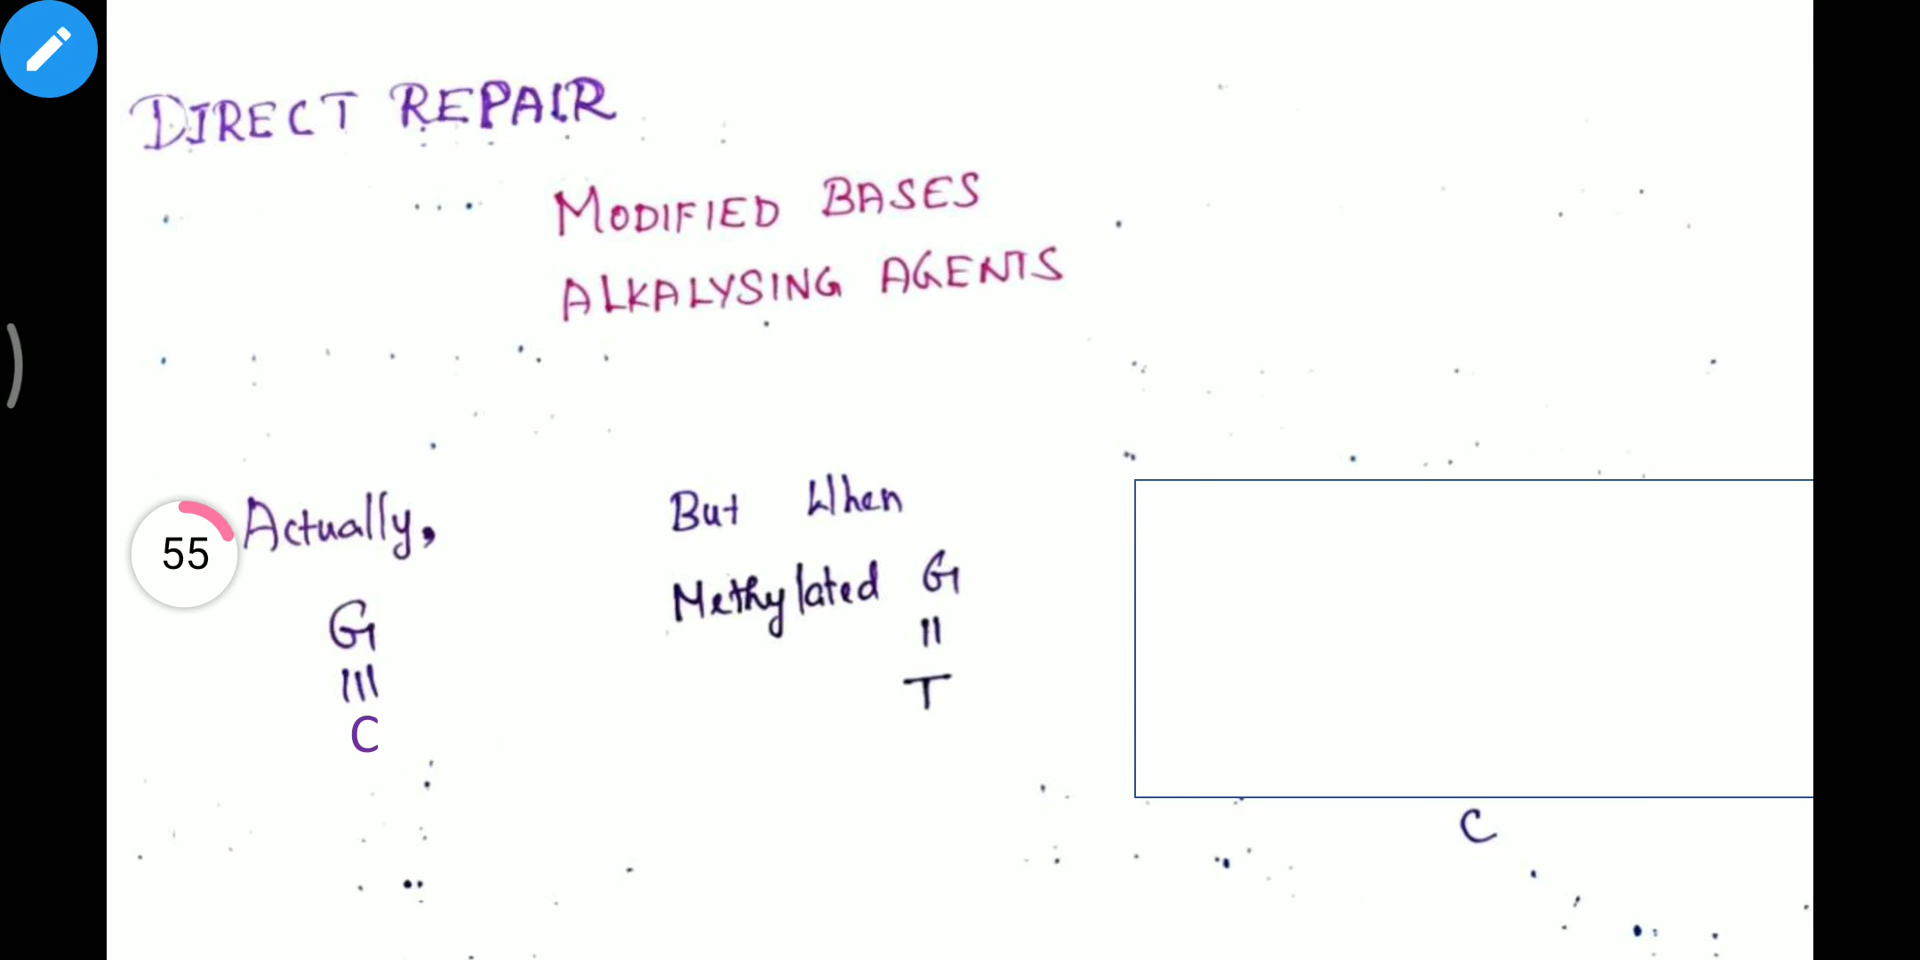 DIRECT REPAIR
MODIFIED BASES
ALKALYSING AGENTS
Actually,
But When
Methylated G
G
T
C
C
55